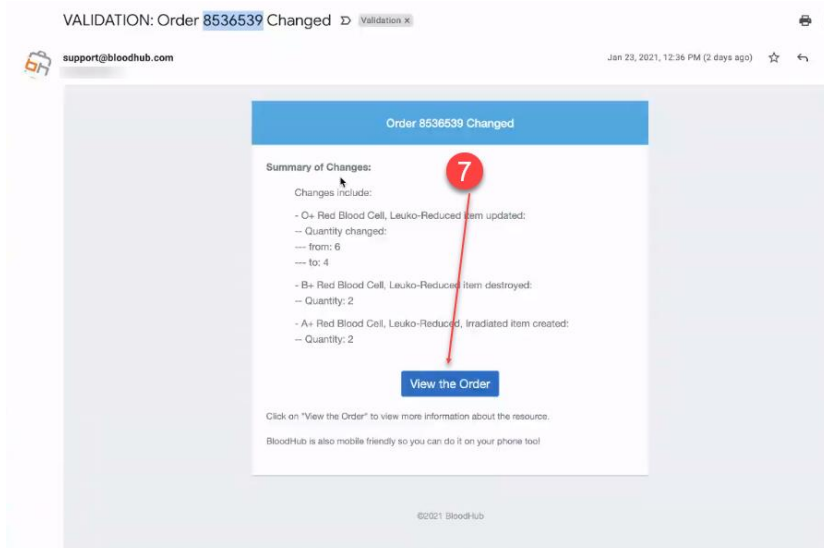 VALIDATION: Order 8536539 Changed Validation x
support@bloodhub.com Jan 23, 2021, 12:36 PM (2 days ago)
bh
Order 8536539 Changed
Summary of Changes:
7
Changes include:
- O+ Red Blood Cell, Leuko-Reduced item updated:
-- Quantity changed:
--- from: 6
--- to: 4
- B+ Red Blood Cell, Leuko-Reduced item destroyed:
-- Quantity: 2
- A+ Red Blood Cell, Leuko-Reduced, Irradiated item created:
-- Quantity: 2
View the Order
Click on "View the Order" to view more information about the resource.
BloodHub is also mobile friendly so you can do it on your phone too!
©2021 BloodHub